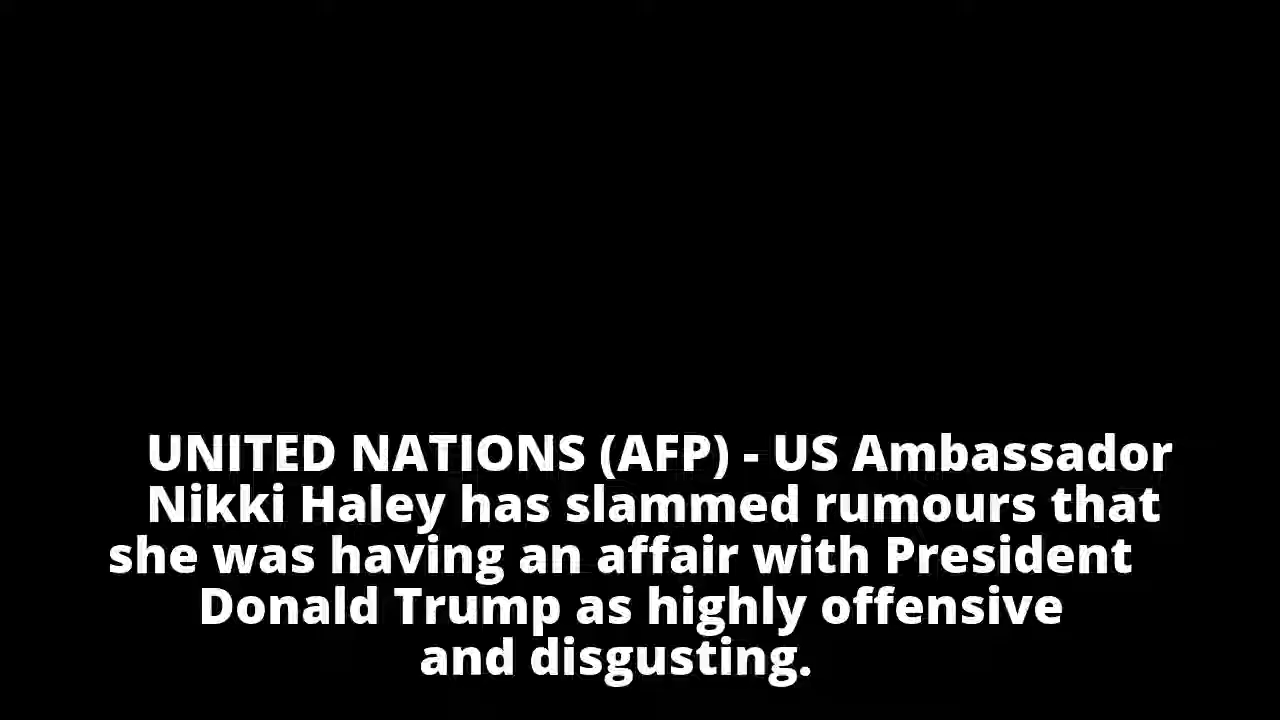 UNITED NATIONS (AFP) - US Ambassador
Nikki Haley has slammed rumours that
she was having an affair with President
Donald Trump as highly offensive
and disgusting.